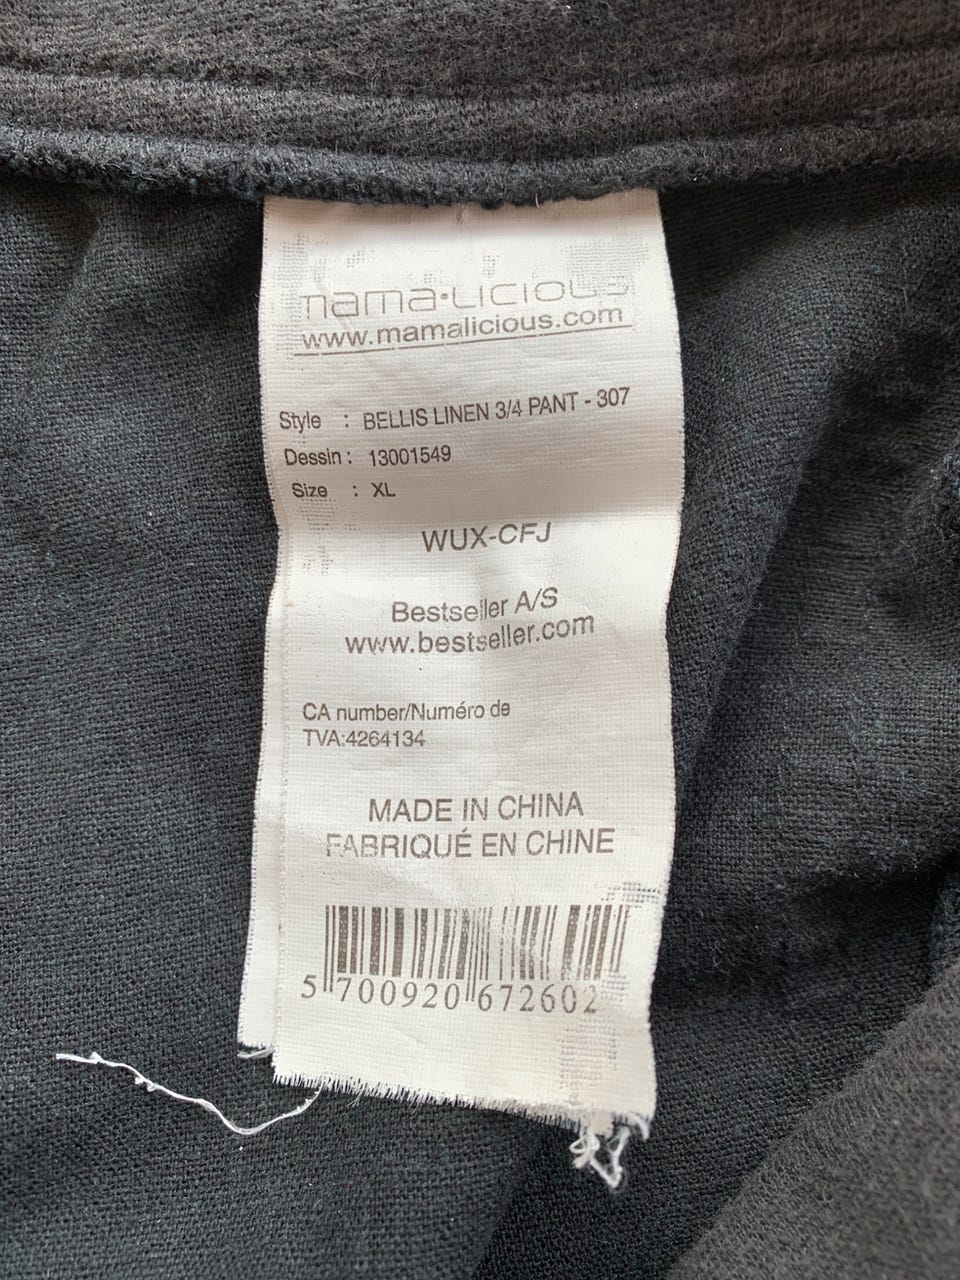 mama·licious
www.mamalicious.com
Style : BELLIS LINEN 3/4 PANT - 307
Dessin : 13001549
Size : XL
WUX-CFJ
Bestseller A/S
www.bestseller.com
CA number/Numéro de
TVA:4264134
MADE IN CHINA
FABRIQUÉ EN CHINE
5 700920 672602